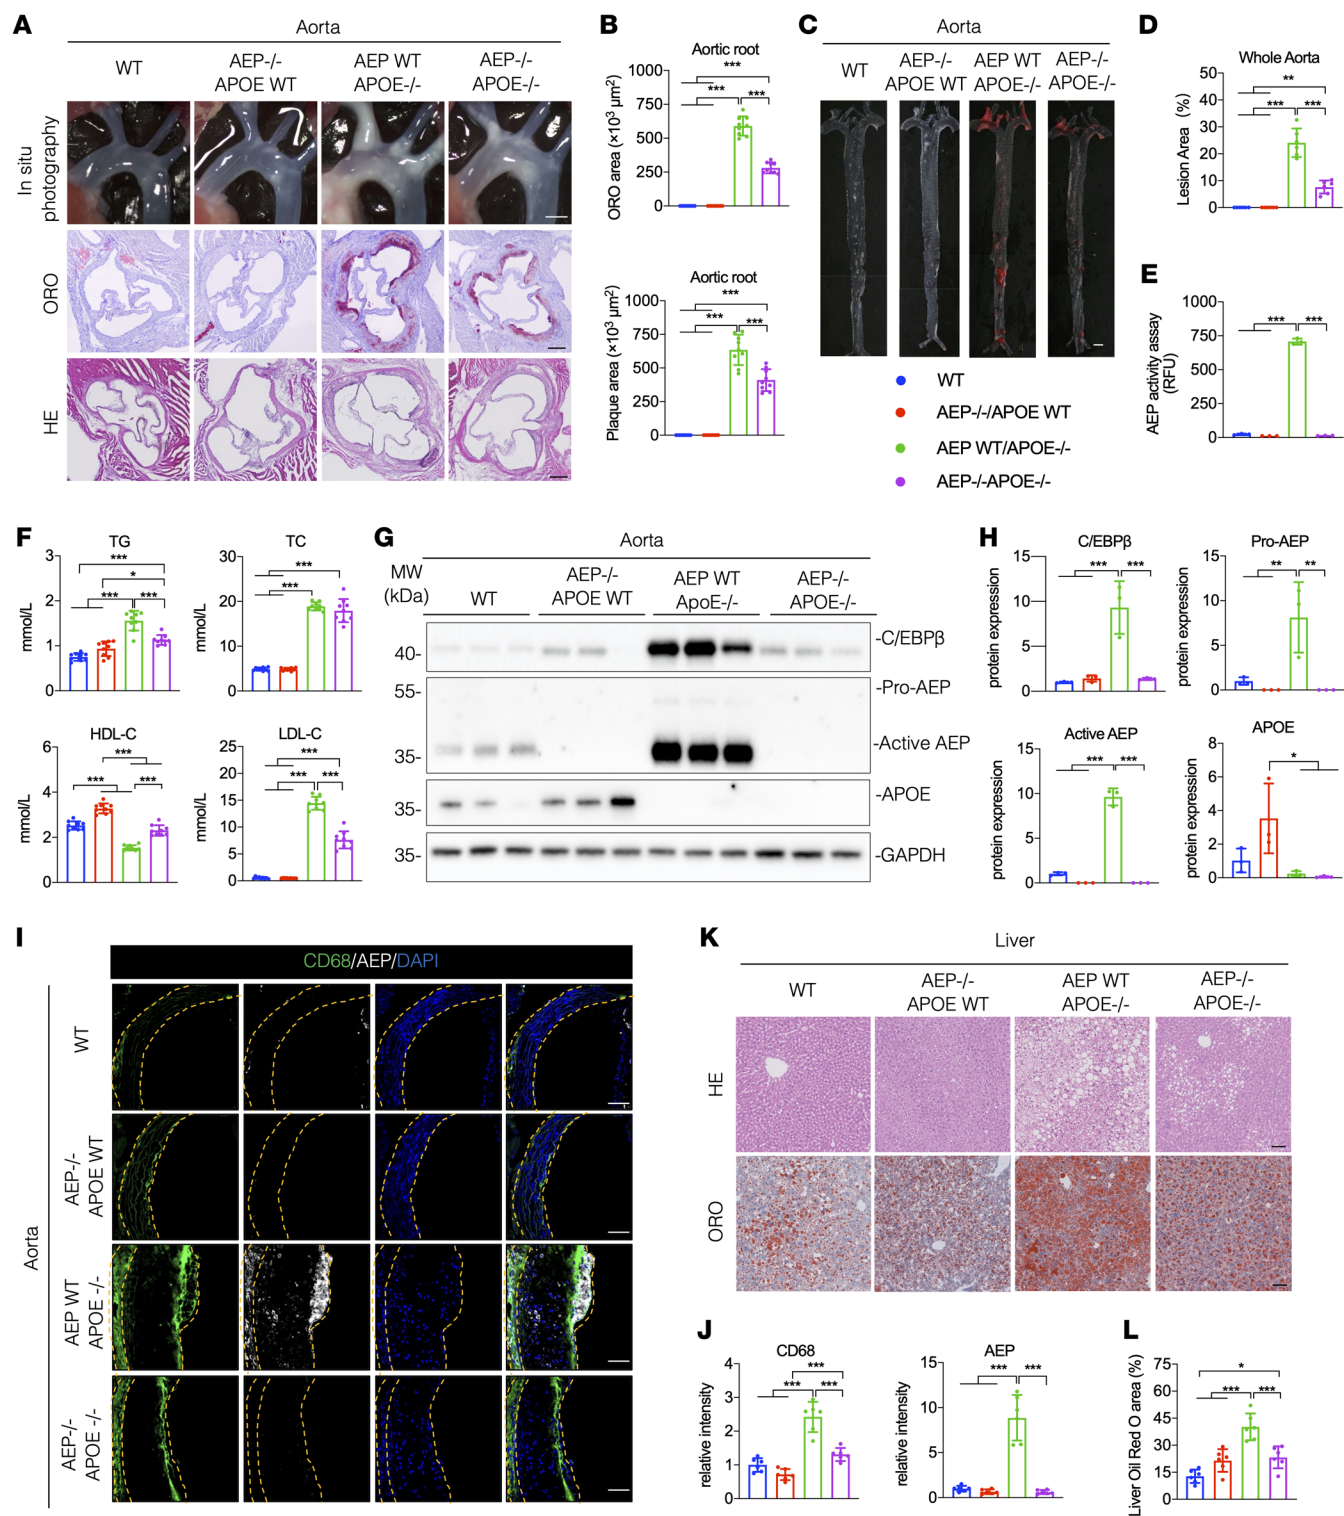 A
Aorta
WT
AEP-/-
APOE WT
AEP WT
APOE-/-
AEP-/-
APOE-/-
In situ
photography
ORO
HE
B
Aortic root
ORO area (×10³ µm²)
1000
750
500
250
0
***
***
***
Aortic root
Plaque area (×10³ µm²)
1000
750
500
250
0
***
***
***
C
Aorta
WT
AEP-/-
APOE WT
AEP WT
APOE-/-
AEP-/-
APOE-/-
WT
AEP-/-/APOE WT
AEP WT/APOE-/-
AEP-/-APOE-/-
D
Whole Aorta
Lesion Area (%)
50
40
30
20
10
0
**
***
***
E
AEP activity assay
(RFU)
1000
750
500
250
0
***
***
F
TG
mmol/L
3
2
1
0
***
*
***
***
TC
mmol/L
30
20
10
0
***
***
HDL-C
mmol/L
6
4
2
0
***
***
***
LDL-C
mmol/L
25
20
15
10
5
0
***
***
***
G
Aorta
MW
(kDa)
WT
AEP-/-
APOE WT
AEP WT
ApoE-/-
AEP-/-
APOE-/-
40-
-C/EBPβ
55-
-Pro-AEP
35-
-Active AEP
35-
-APOE
35-
-GAPDH
H
C/EBPβ
protein expression
15
10
5
0
***
***
Pro-AEP
protein expression
15
10
5
0
**
**
Active AEP
protein expression
15
10
5
0
***
***
APOE
protein expression
8
6
4
2
0
*
I
CD68/AEP/DAPI
Aorta
WT
AEP-/-
APOE WT
AEP WT
APOE -/-
AEP-/-
APOE -/-
J
CD68
relative intensity
4
3
2
1
0
***
***
***
AEP
relative intensity
15
10
5
0
***
***
K
Liver
WT
AEP-/-
APOE WT
AEP WT
APOE-/-
AEP-/-
APOE-/-
HE
ORO
L
Liver Oil Red O area (%)
75
60
45
30
15
0
*
***
***